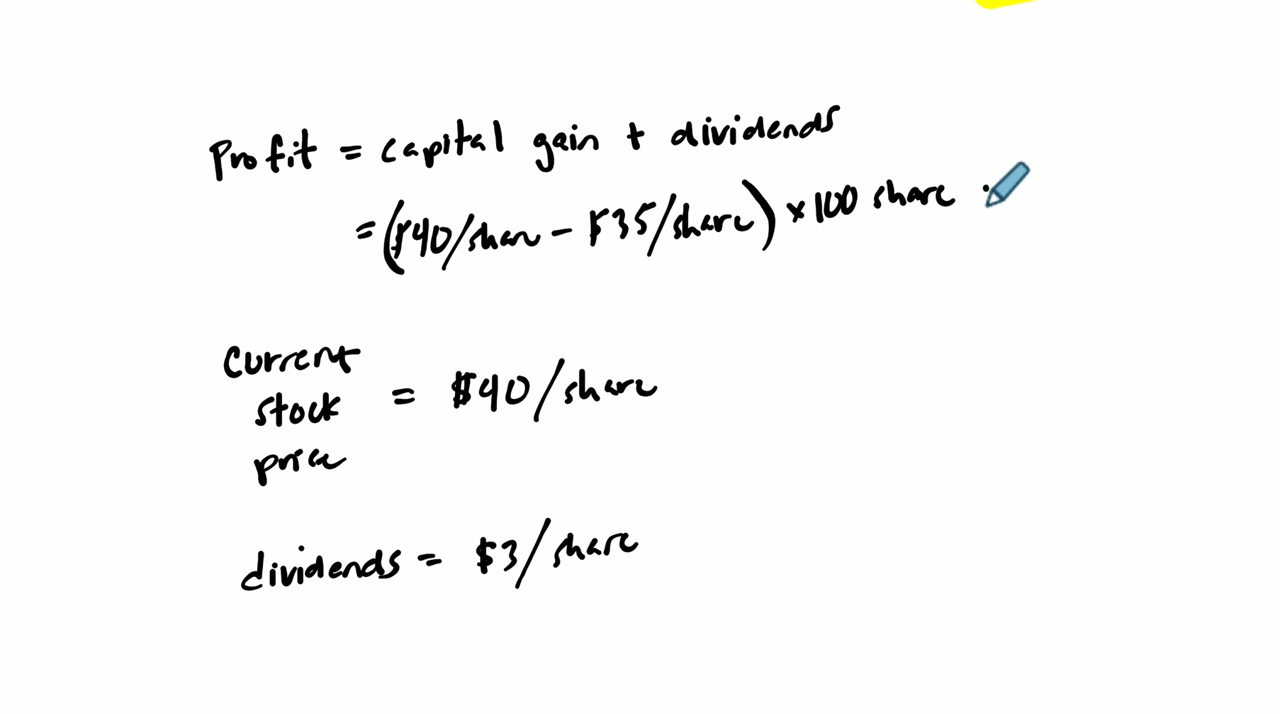 Profit = capital gain + dividends
= ($40/share - $35/share) × 100 share
Current
stock
price
= $40/share
dividends = $3/share